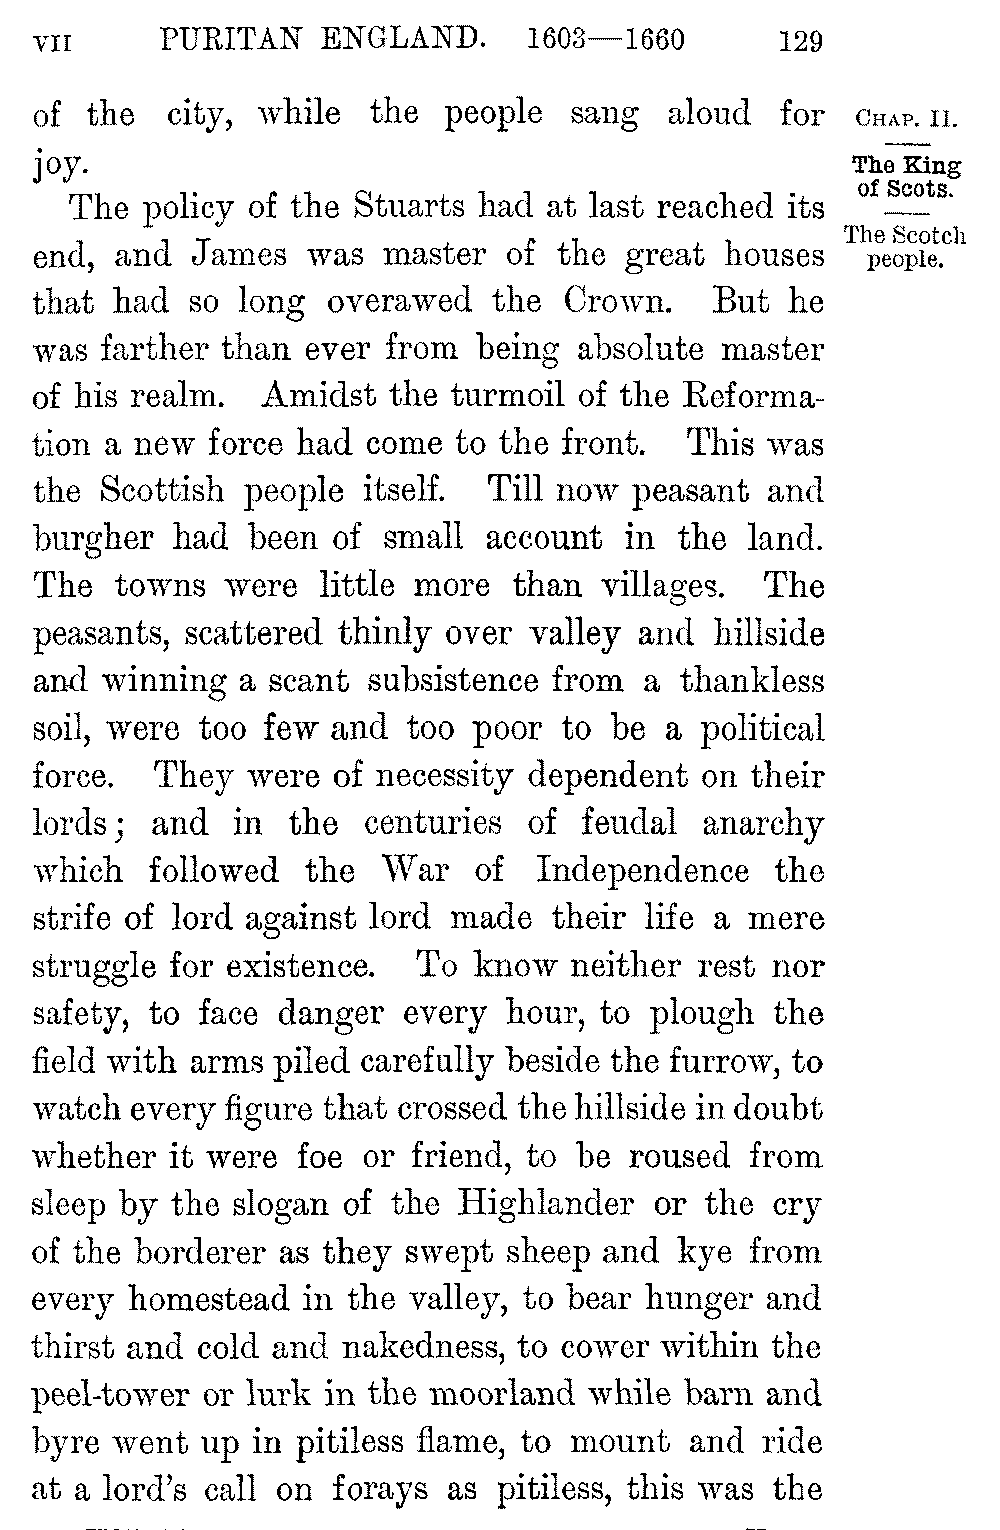 VII PURITAN ENGLAND. 1603—1660 129
of the city, while the people sang aloud for
joy.
The policy of the Stuarts had at last reached its
end, and James was master of the great houses
that had so long overawed the Crown. But he
was farther than ever from being absolute master
of his realm. Amidst the turmoil of the Reforma-
tion a new force had come to the front. This was
the Scottish people itself. Till now peasant and
burgher had been of small account in the land.
The towns were little more than villages. The
peasants, scattered thinly over valley and hillside
and winning a scant subsistence from a thankless
soil, were too few and too poor to be a political
force. They were of necessity dependent on their
lords; and in the centuries of feudal anarchy
which followed the War of Independence the
strife of lord against lord made their life a mere
struggle for existence. To know neither rest nor
safety, to face danger every hour, to plough the
field with arms piled carefully beside the furrow, to
watch every figure that crossed the hillside in doubt
whether it were foe or friend, to be roused from
sleep by the slogan of the Highlander or the cry
of the borderer as they swept sheep and kye from
every homestead in the valley, to bear hunger and
thirst and cold and nakedness, to cower within the
peel-tower or lurk in the moorland while barn and
byre went up in pitiless flame, to mount and ride
at a lord's call on forays as pitiless, this was the
CHAP. II.
The King
of Scots.
The Scotch
people.